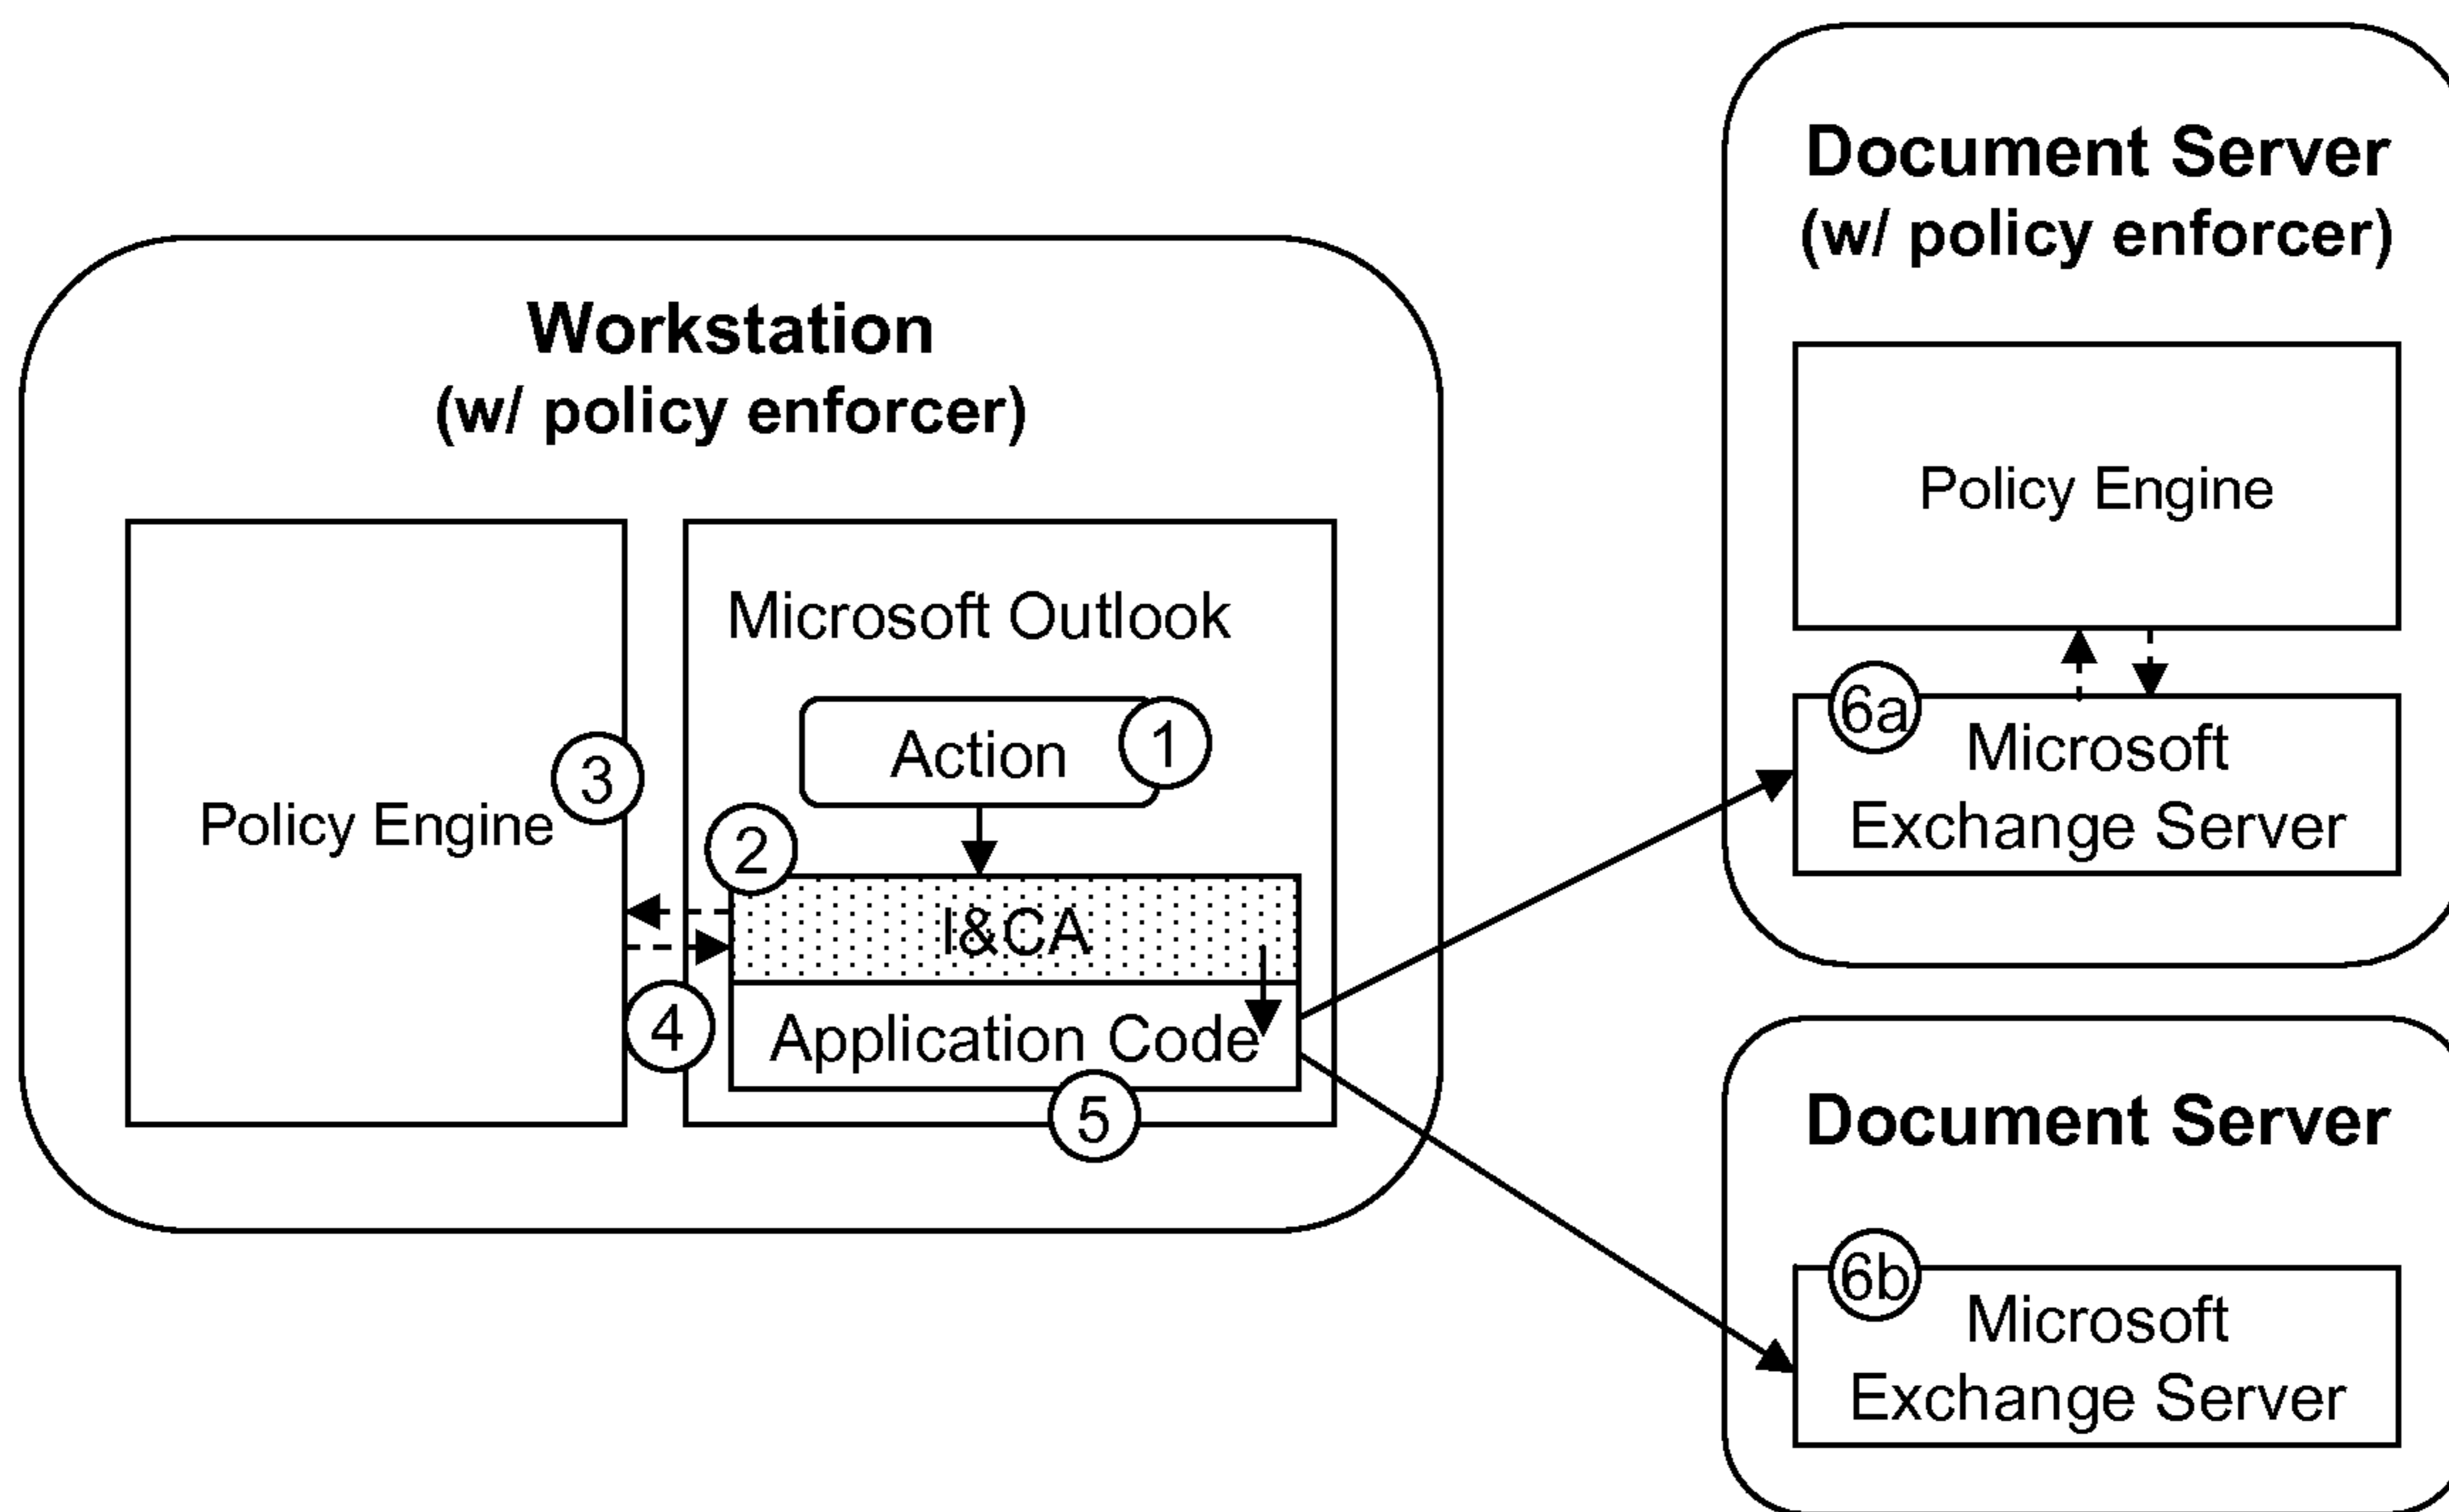 Workstation
(w/ policy enforcer)
Policy Engine
3
Microsoft Outlook
Action
1
2
I&CA
4
Application Code
5
Document Server
(w/ policy enforcer)
Policy Engine
6a
Microsoft
Exchange Server
Document Server
6b
Microsoft
Exchange Server